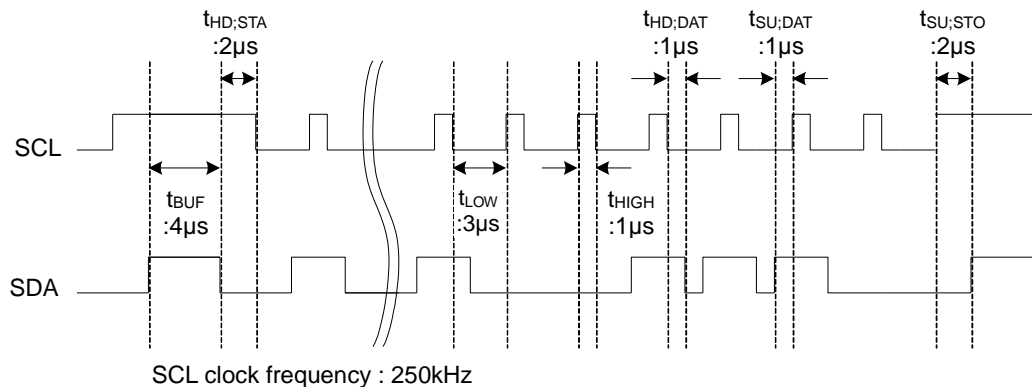 tHD;STA
:2µs
tHD;DAT
:1µs
tSU;DAT
:1µs
tSU;STO
:2µs
SCL
tBUF
:4µs
tLOW
:3µs
tHIGH
:1µs
SDA
SCL clock frequency : 250kHz